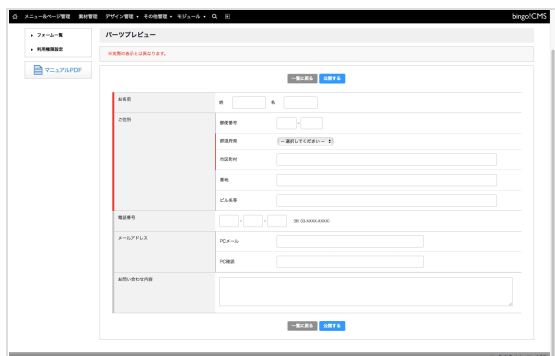 メニュー&ページ管理 素材管理 デザイン管理 その他管理 モジュール bingo!CMS
フォーム一覧
利用権限設定
マニュアルPDF
パーツプレビュー
※実際の表示とは異なります。
一覧に戻る 公開する
お名前 姓 名
ご住所 郵便番号 -
都道府県 -- 選択してください --
市区町村
番地
ビル名等
電話番号 - - 例) 03-XXXX-XXXX
メールアドレス PCメール
PC確認
お問い合わせ内容
一覧に戻る 公開する